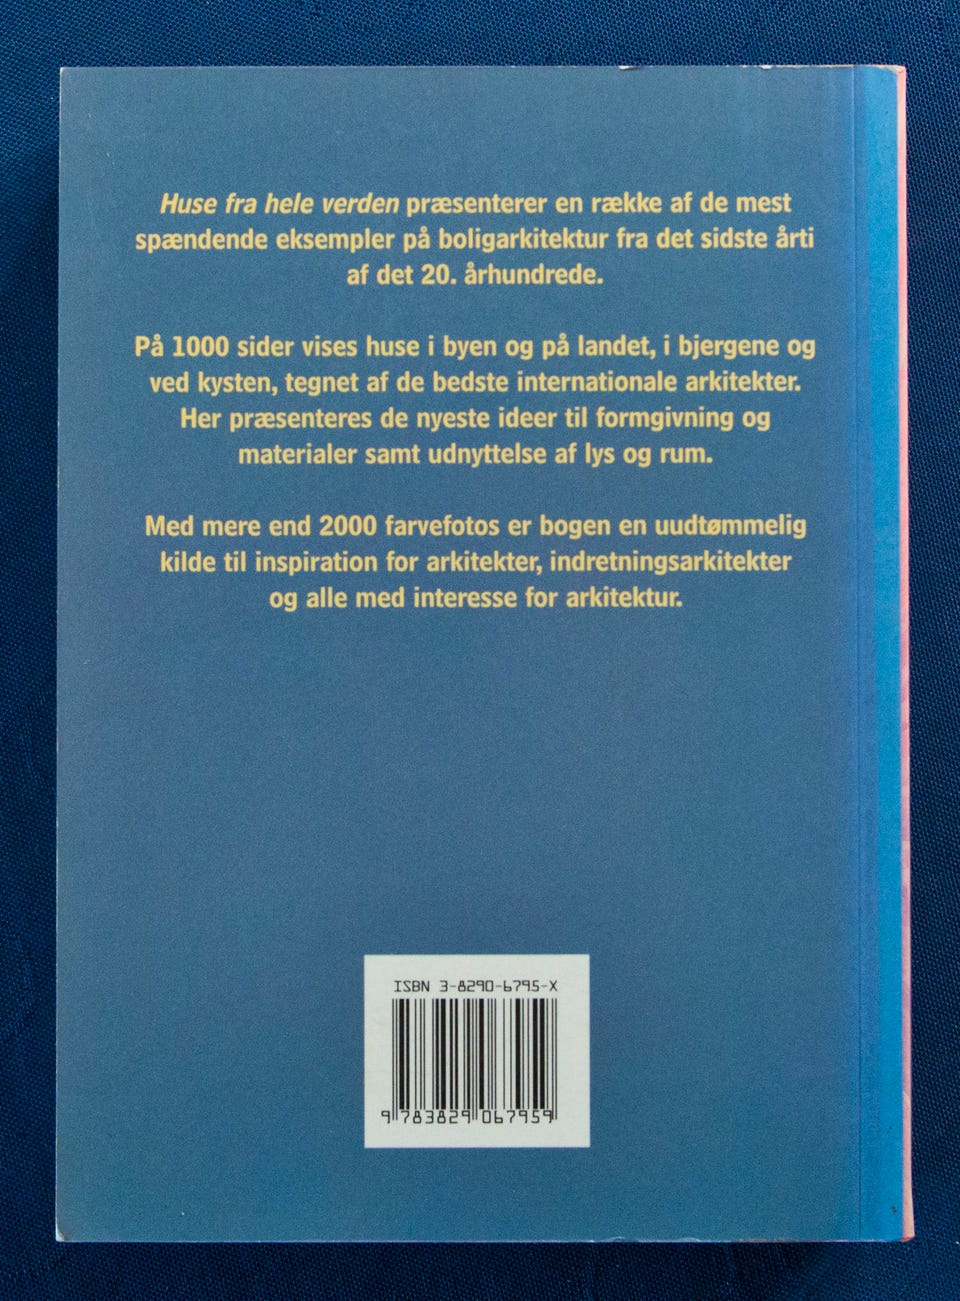 Huse fra hele verden præsenterer en række af de mest
spændende eksempler på boligarkitektur fra det sidste årti
af det 20. århundrede.
På 1000 sider vises huse i byen og på landet, i bjergene og
ved kysten, tegnet af de bedste internationale arkitekter.
Her præsenteres de nyeste ideer til formgivning og
materialer samt udnyttelse af lys og rum.
Med mere end 2000 farvefotos er bogen en uudtømmelig
kilde til inspiration for arkitekter, indretningsarkitekter
og alle med interesse for arkitektur.
ISBN 3-8290-6795-X
9 783829 067959